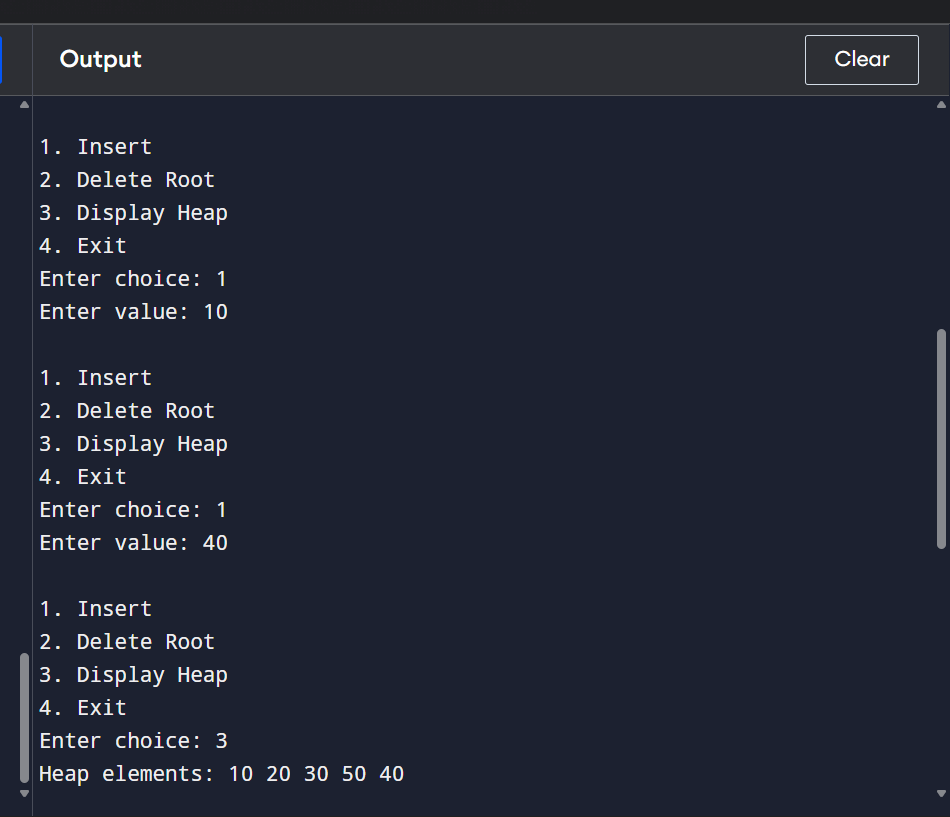 Output
Clear
1. Insert
2. Delete Root
3. Display Heap
4. Exit
Enter choice: 1
Enter value: 10
1. Insert
2. Delete Root
3. Display Heap
4. Exit
Enter choice: 1
Enter value: 40
1. Insert
2. Delete Root
3. Display Heap
4. Exit
Enter choice: 3
Heap elements: 10 20 30 50 40